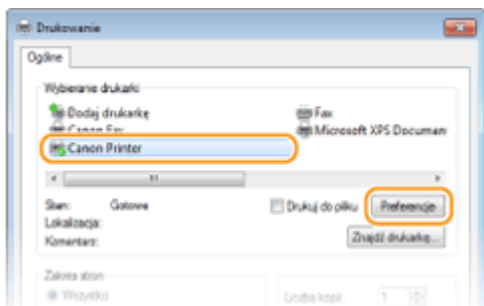 Drukowanie
Ogólne
Wybieranie drukarki
Dodaj drukarkę
Fax
Canon Fax
Microsoft XPS Documen
Canon Printer
Stan: Gotowe
Drukuj do pliku
Preferencje
Lokalizacja:
Komentarz:
Znajdź drukarkę...
Zakres stron
Wszystko
Liczba kopii: 1